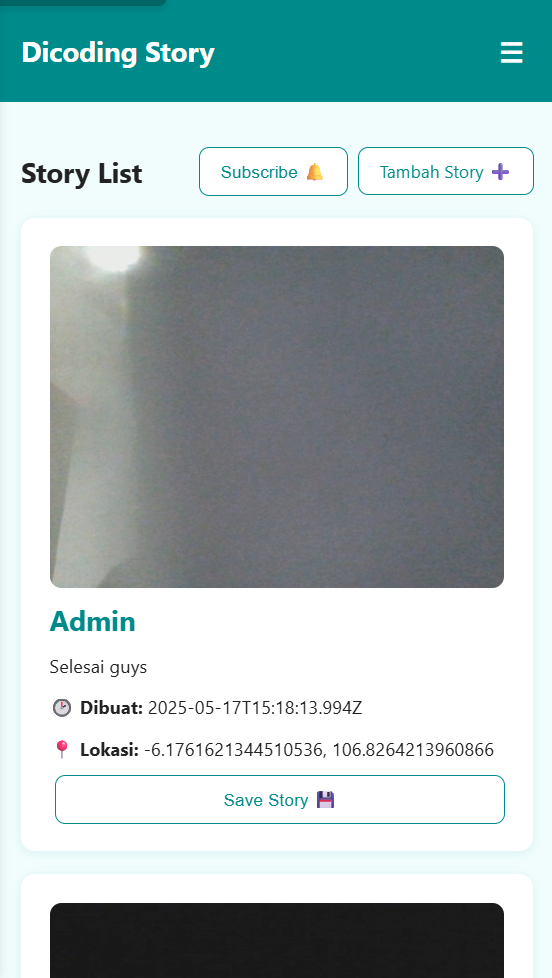 Dicoding Story ☰
Story List
Subscribe 🔔
Tambah Story ➕
Admin
Selesai guys
🕒 Dibuat: 2025-05-17T15:18:13.994Z
📍 Lokasi: -6.1761621344510536, 106.8264213960866
Save Story 💾